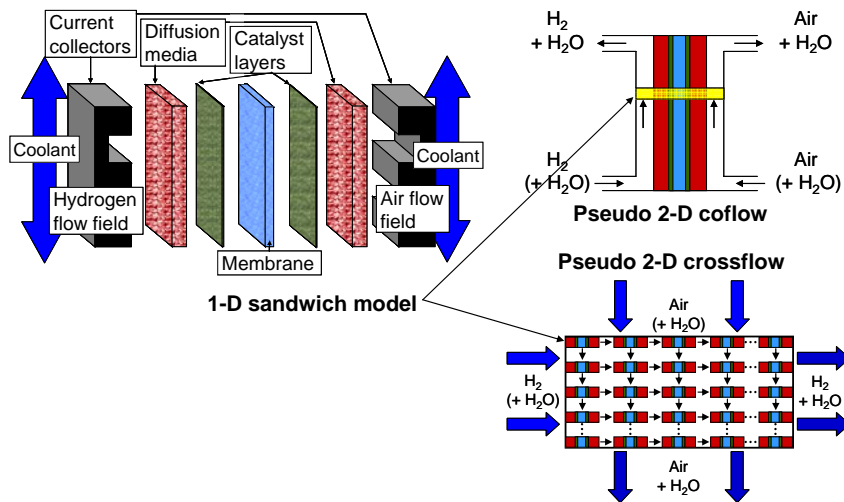 Current
collectors
Diffusion
media
Catalyst
layers
Coolant
Coolant
Hydrogen
flow field
Air flow
field
Membrane
1-D sandwich model
H2
+ H2O
Air
+ H2O
H2
(+ H2O)
Air
(+ H2O)
Pseudo 2-D coflow
Pseudo 2-D crossflow
Air
(+ H2O)
H2
(+ H2O)
H2
+ H2O
Air
+ H2O